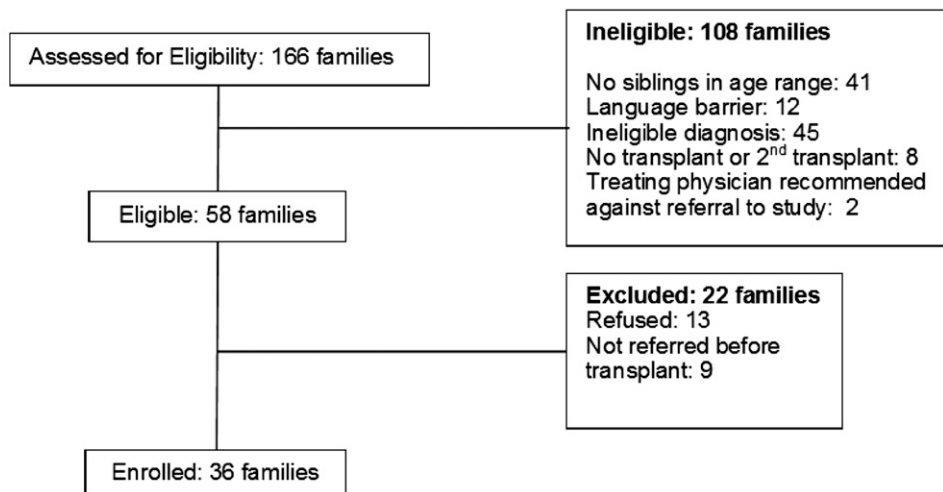 Assessed for Eligibility: 166 families
Ineligible: 108 families
No siblings in age range: 41
Language barrier: 12
Ineligible diagnosis: 45
No transplant or 2nd transplant: 8
Treating physician recommended
against referral to study: 2
Eligible: 58 families
Excluded: 22 families
Refused: 13
Not referred before
transplant: 9
Enrolled: 36 families